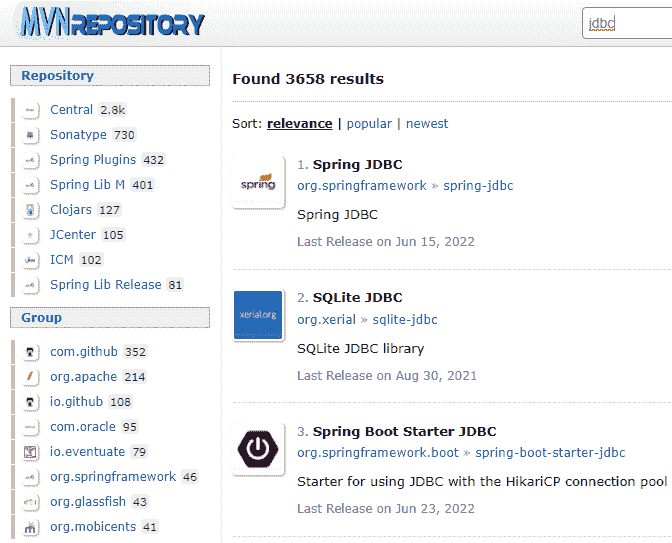 MVNREPOSITORY
jdbc
Repository
Central 2.8k
Sonatype 730
Spring Plugins 432
Spring Lib M 401
Clojars 127
JCenter 105
ICM 102
Spring Lib Release 81
Group
com.github 352
org.apache 214
io.github 108
com.oracle 95
io.eventuate 79
org.springframework 46
org.glassfish 43
org.mobicents 41
Found 3658 results
Sort: relevance | popular | newest
spring
1. Spring JDBC
org.springframework » spring-jdbc
Spring JDBC
Last Release on Jun 15, 2022
xerial.org
2. SQLite JDBC
org.xerial » sqlite-jdbc
SQLite JDBC library
Last Release on Aug 30, 2021
3. Spring Boot Starter JDBC
org.springframework.boot » spring-boot-starter-jdbc
Starter for using JDBC with the HikariCP connection pool
Last Release on Jun 23, 2022